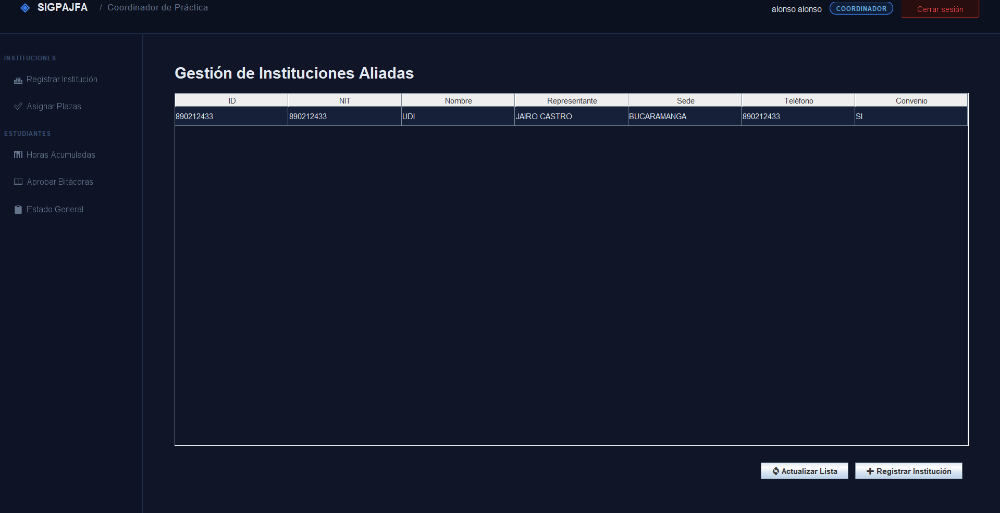 SIGPAJFA / Coordinador de Práctica alonso alonso COORDINADOR Cerrar sesión
INSTITUCIONES
Registrar Institución
Asignar Plazas
ESTUDIANTES
Horas Acumuladas
Aprobar Bitácoras
Estado General
Gestión de Instituciones Aliadas
ID NIT Nombre Representante Sede Teléfono Convenio
890212433 890212433 UDI JAIRO CASTRO BUCARAMANGA 890212433 SI
Actualizar Lista Registrar Institución